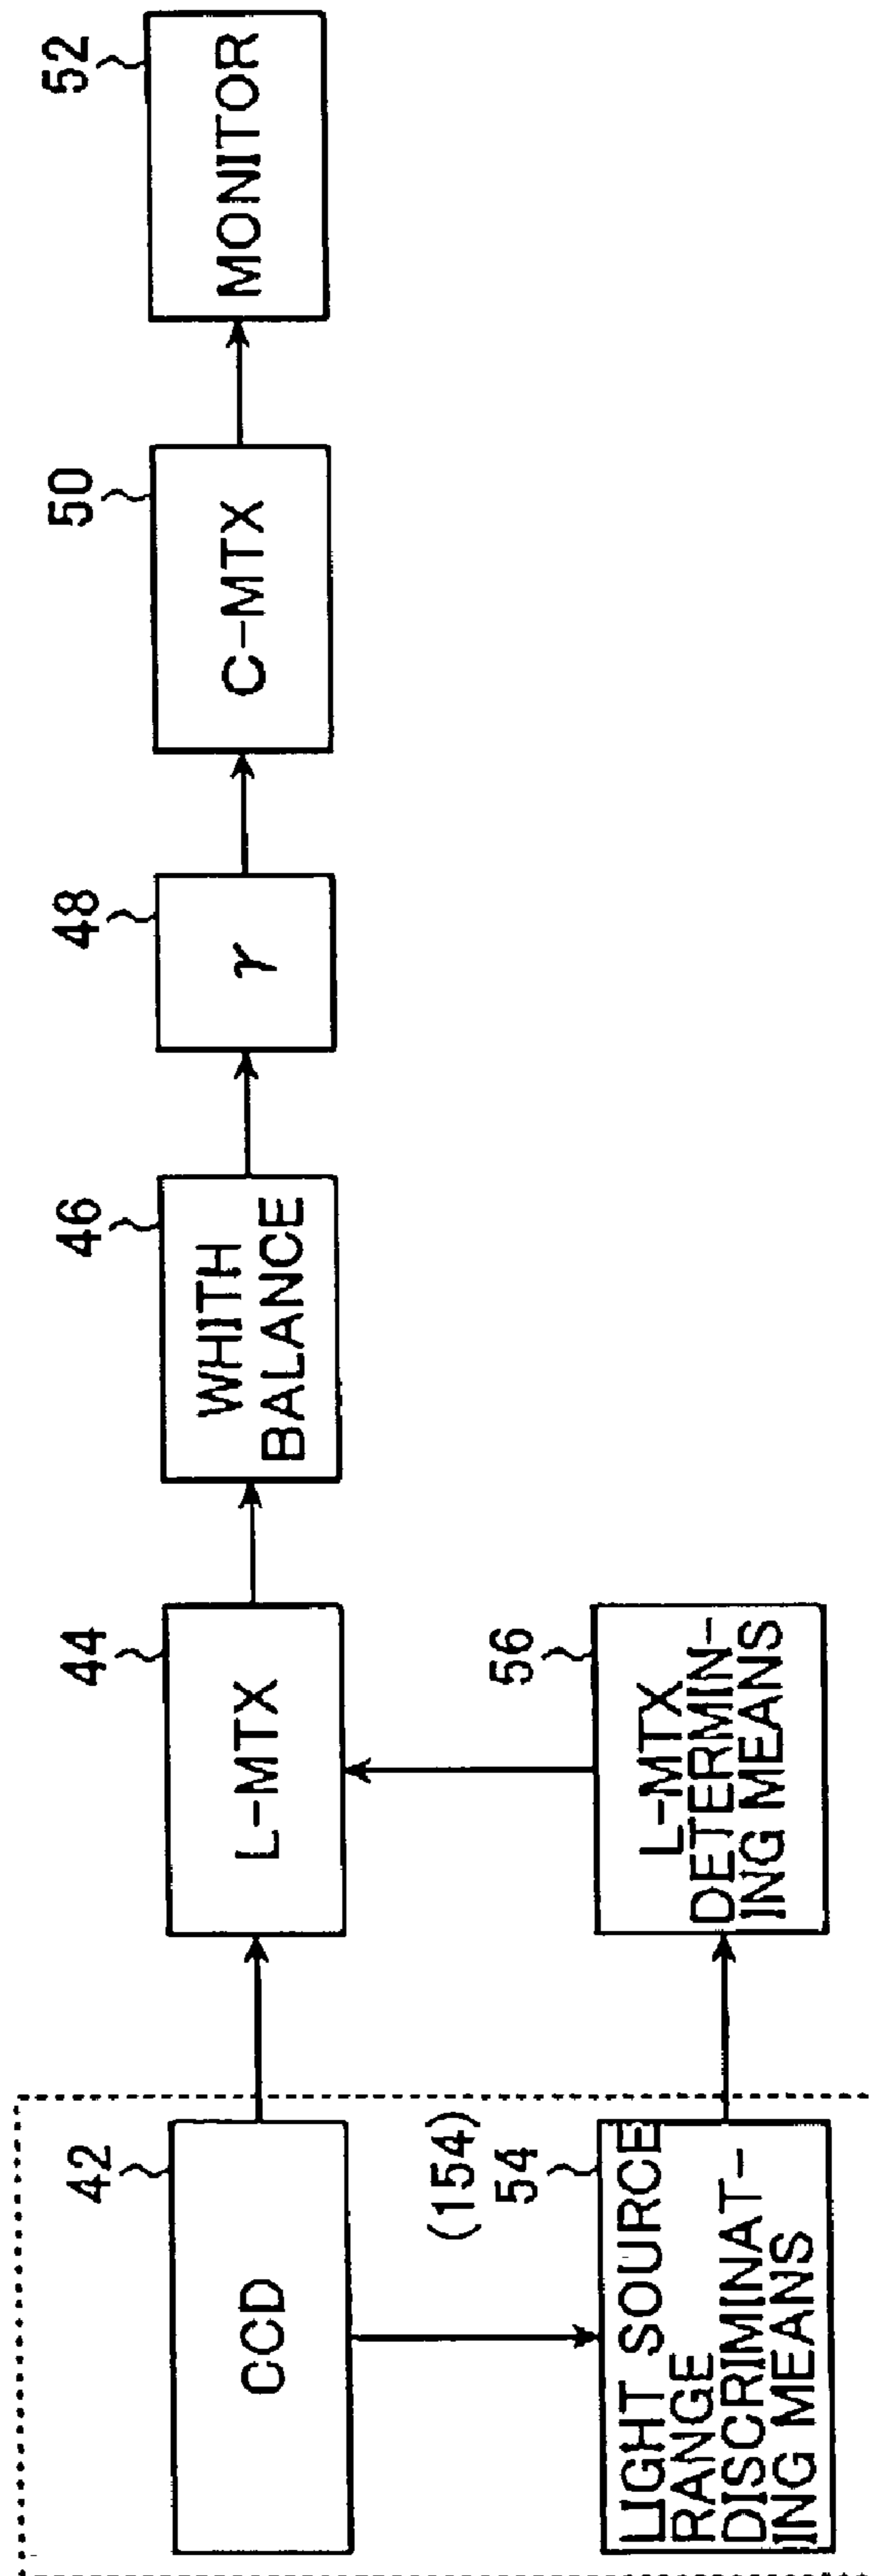 42
CCD
44
L-MTX
46
WHITH
BALANCE
48
γ
50
C-MTX
52
MONITOR
(154)
54
LIGHT SOURCE
RANGE
DISCRIMINAT-
ING MEANS
56
L-MTX
DETERMIN-
ING MEANS